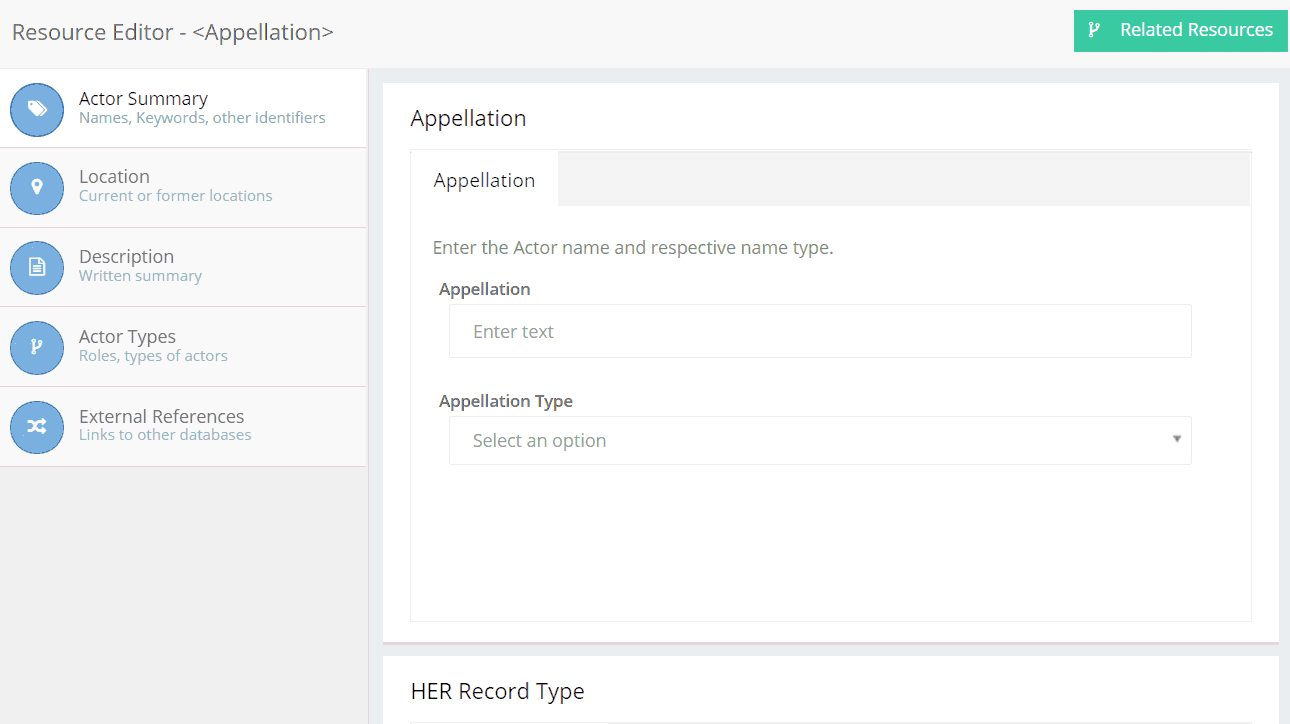 Resource Editor - <Appellation>
Related Resources
Actor Summary
Names, Keywords, other identifiers
Location
Current or former locations
Description
Written summary
Actor Types
Roles, types of actors
External References
Links to other databases
Appellation
Appellation
Enter the Actor name and respective name type.
Appellation
Enter text
Appellation Type
Select an option
HER Record Type